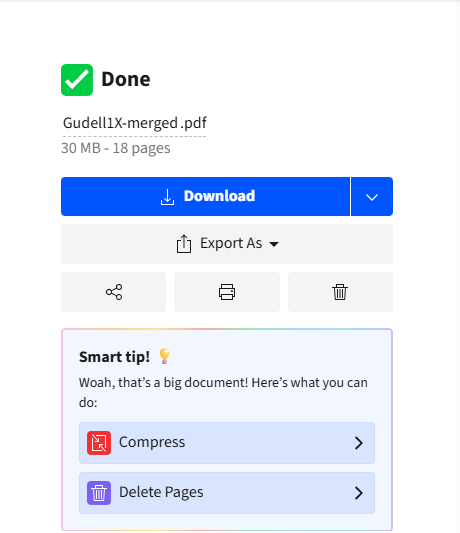 Done
Gudell1X-merged.pdf
30 MB - 18 pages
Download
Export As
Smart tip!
Woah, that's a big document! Here's what you can
do:
Compress
Delete Pages